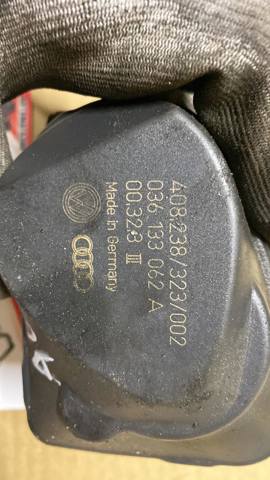 408.238/323/002
036 133 062 A
00.32.3 III
Made in Germany
A